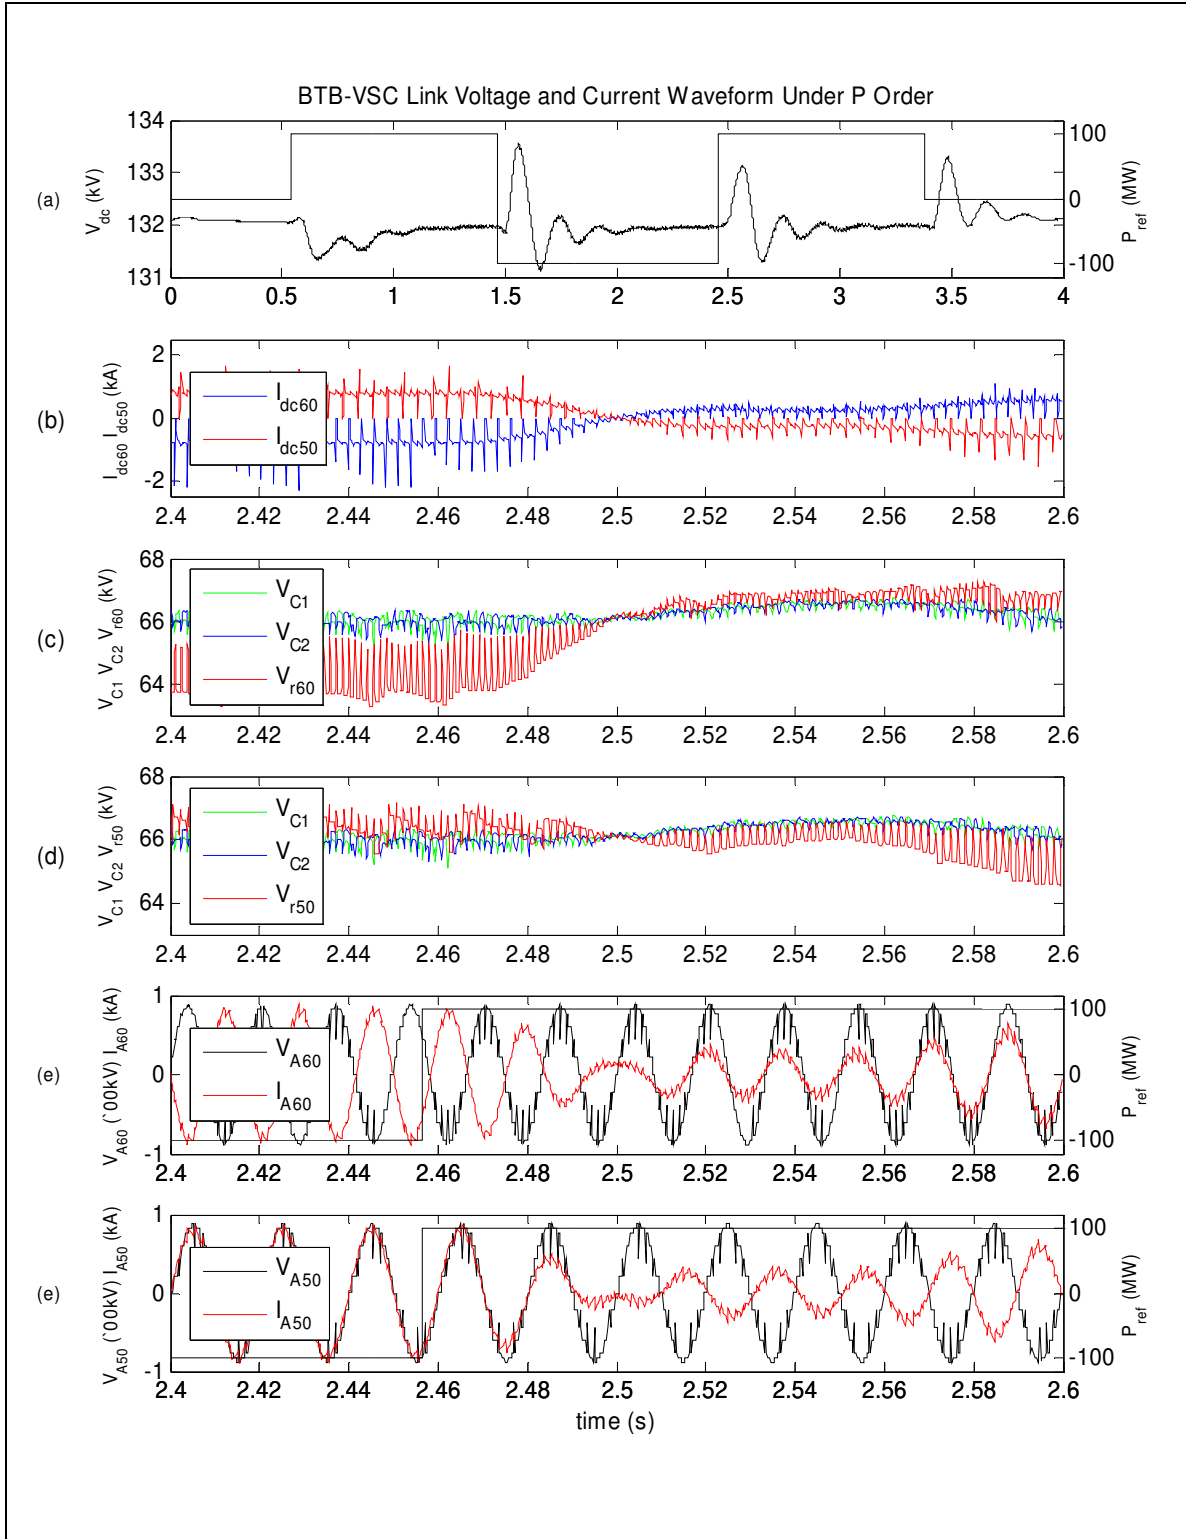 BTB-VSC Link Voltage and Current Waveform Under P Order
(a)
V_dc (kV)
134
133
132
131
100
0
-100
P_ref (MW)
0 0.5 1 1.5 2 2.5 3 3.5 4
(b)
I_dc60 I_dc50 (kA)
2
0
-2
I_dc60
I_dc50
2.4 2.42 2.44 2.46 2.48 2.5 2.52 2.54 2.56 2.58 2.6
(c)
V_C1 V_C2 V_r60 (kV)
68
66
64
V_C1
V_C2
V_r60
2.4 2.42 2.44 2.46 2.48 2.5 2.52 2.54 2.56 2.58 2.6
(d)
V_C1 V_C2 V_r50 (kV)
68
66
64
V_C1
V_C2
V_r50
2.4 2.42 2.44 2.46 2.48 2.5 2.52 2.54 2.56 2.58 2.6
(e)
V_A60 (`00kV) I_A60 (kA)
1
0
-1
V_A60
I_A60
100
0
-100
P_ref (MW)
2.4 2.42 2.44 2.46 2.48 2.5 2.52 2.54 2.56 2.58 2.6
(e)
V_A50 (`00kV) I_A50 (kA)
1
0
-1
V_A50
I_A50
100
0
-100
P_ref (MW)
2.4 2.42 2.44 2.46 2.48 2.5 2.52 2.54 2.56 2.58 2.6
time (s)